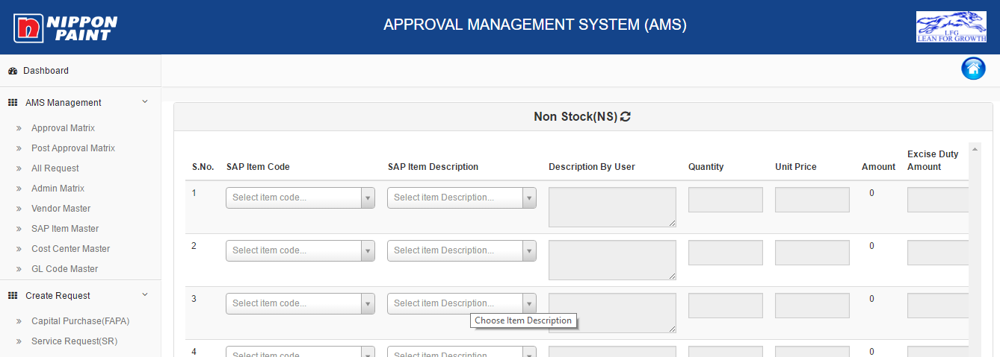 NIPPON
PAINT
APPROVAL MANAGEMENT SYSTEM (AMS)
LFG
LEAN FOR GROWTH
Dashboard
AMS Management
Approval Matrix
Post Approval Matrix
All Request
Admin Matrix
Vendor Master
SAP Item Master
Cost Center Master
GL Code Master
Create Request
Capital Purchase(FAPA)
Service Request(SR)
Non Stock(NS)
S.No. SAP Item Code SAP Item Description Description By User Quantity Unit Price Amount Excise Duty Amount
1 Select item code... Select item Description... 0
2 Select item code... Select item Description... 0
3 Select item code... Select item Description... 0
Choose Item Description
4 Select item code... Select item Description... 0